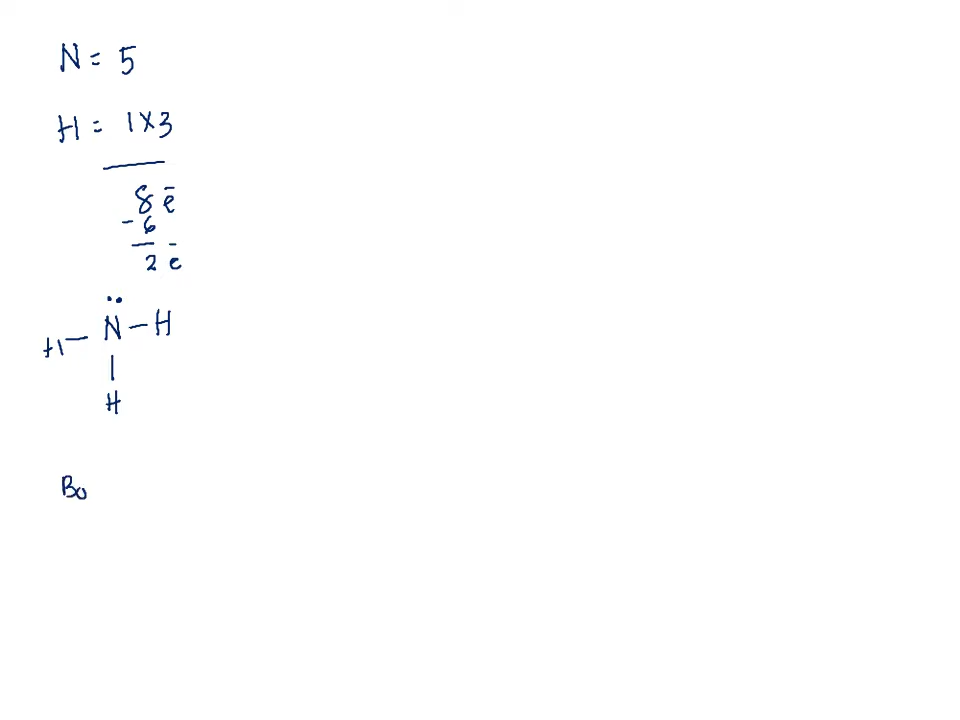 N = 5
H = 1x3
8 ē
- 6
2 ē
H - N̈ - H
|
H
Bo